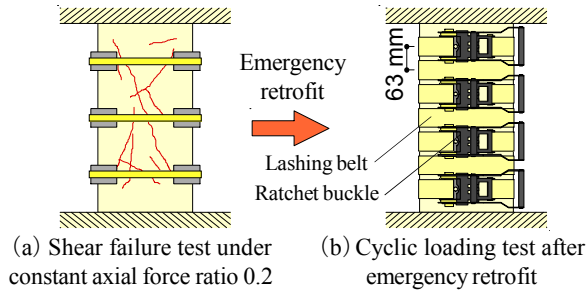 Emergency
retrofit
63 mm
Lashing belt
Ratchet buckle
(a) Shear failure test under
constant axial force ratio 0.2
(b) Cyclic loading test after
emergency retrofit